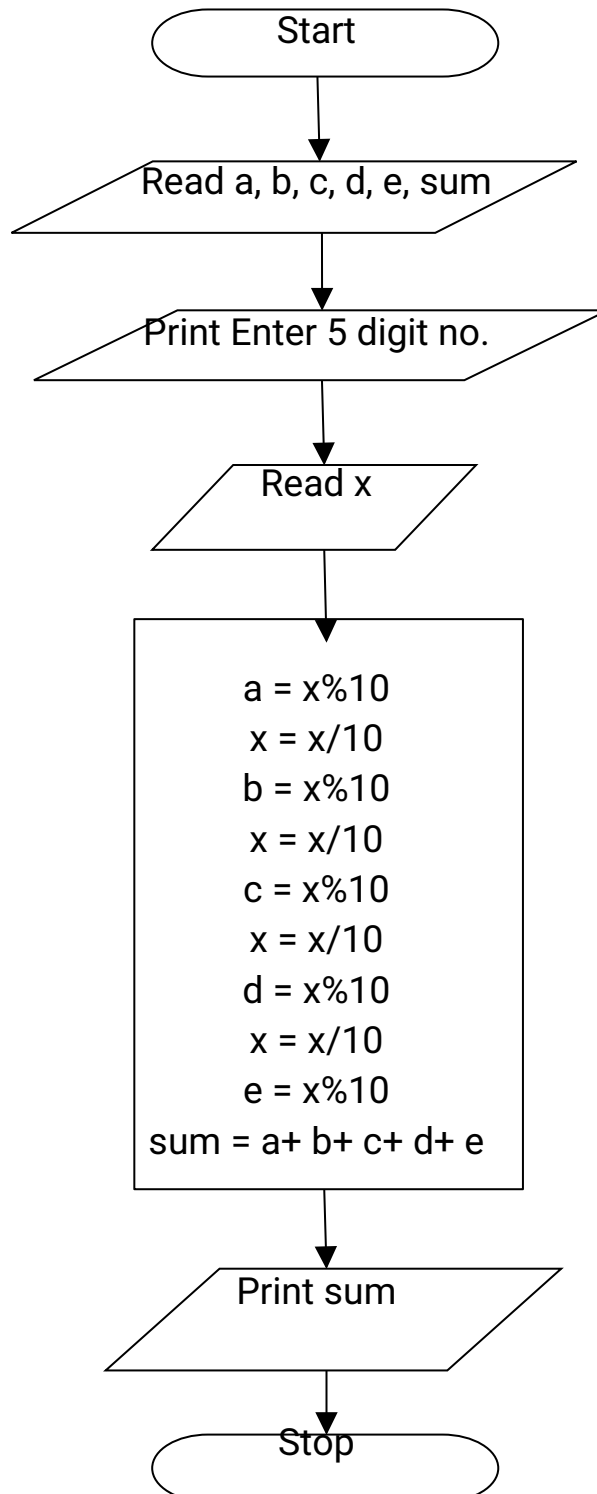 Start
Read a, b, c, d, e, sum
Print Enter 5 digit no.
Read x
a = x%10
x = x/10
b = x%10
x = x/10
c = x%10
x = x/10
d = x%10
x = x/10
e = x%10
sum = a+ b+ c+ d+ e
Print sum
Stop